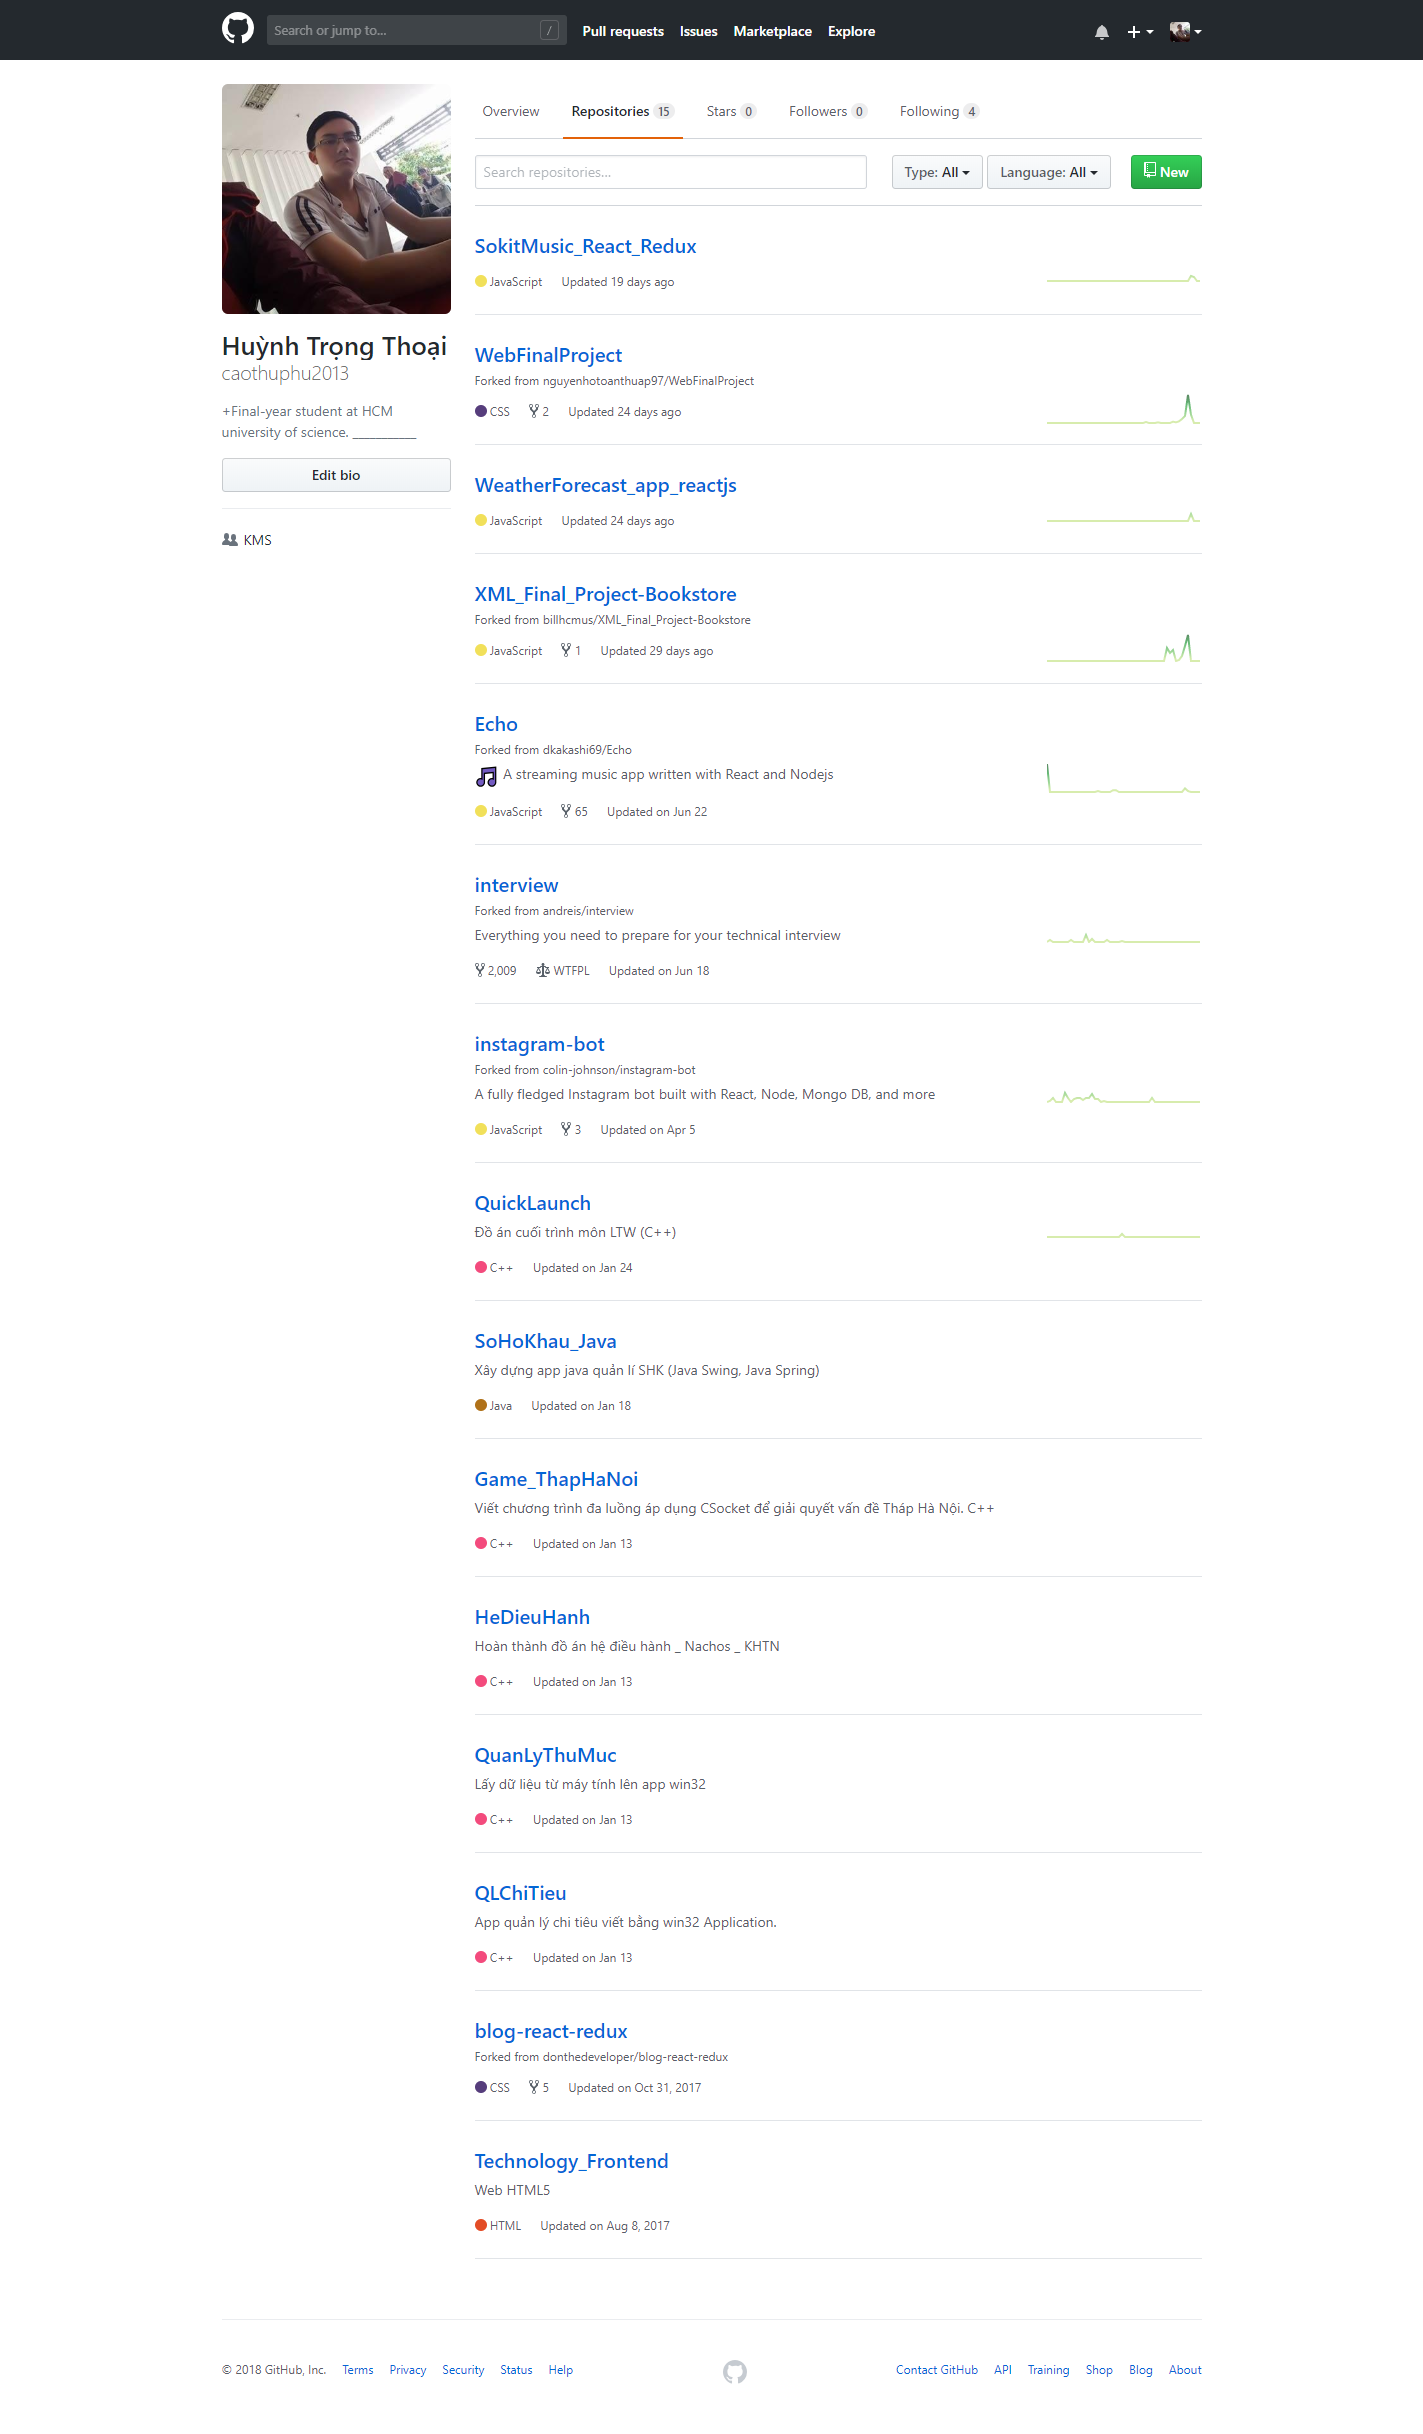 Search or jump to... /
Pull requests Issues Marketplace Explore
Overview Repositories 15 Stars 0 Followers 0 Following 4
Search repositories... Type: All Language: All New
Huỳnh Trọng Thoại
caothuphu2013
+Final-year student at HCM
university of science. __________
Edit bio
KMS
SokitMusic_React_Redux
JavaScript Updated 19 days ago
WebFinalProject
Forked from nguyenhotoanthuap97/WebFinalProject
CSS 2 Updated 24 days ago
WeatherForecast_app_reactjs
JavaScript Updated 24 days ago
XML_Final_Project-Bookstore
Forked from billhcmus/XML_Final_Project-Bookstore
JavaScript 1 Updated 29 days ago
Echo
Forked from dkakashi69/Echo
🎵 A streaming music app written with React and Nodejs
JavaScript 65 Updated on Jun 22
interview
Forked from andreis/interview
Everything you need to prepare for your technical interview
2,009 WTFPL Updated on Jun 18
instagram-bot
Forked from colin-johnson/instagram-bot
A fully fledged Instagram bot built with React, Node, Mongo DB, and more
JavaScript 3 Updated on Apr 5
QuickLaunch
Đồ án cuối trình môn LTW (C++)
C++ Updated on Jan 24
SoHoKhau_Java
Xây dựng app java quản lí SHK (Java Swing, Java Spring)
Java Updated on Jan 18
Game_ThapHaNoi
Viết chương trình đa luồng áp dụng CSocket để giải quyết vấn đề Tháp Hà Nội. C++
C++ Updated on Jan 13
HeDieuHanh
Hoàn thành đồ án hệ điều hành _ Nachos _ KHTN
C++ Updated on Jan 13
QuanLyThuMuc
Lấy dữ liệu từ máy tính lên app win32
C++ Updated on Jan 13
QLChiTieu
App quản lý chi tiêu viết bằng win32 Application.
C++ Updated on Jan 13
blog-react-redux
Forked from donthedeveloper/blog-react-redux
CSS 5 Updated on Oct 31, 2017
Technology_Frontend
Web HTML5
HTML Updated on Aug 8, 2017
© 2018 GitHub, Inc. Terms Privacy Security Status Help Contact GitHub API Training Shop Blog About